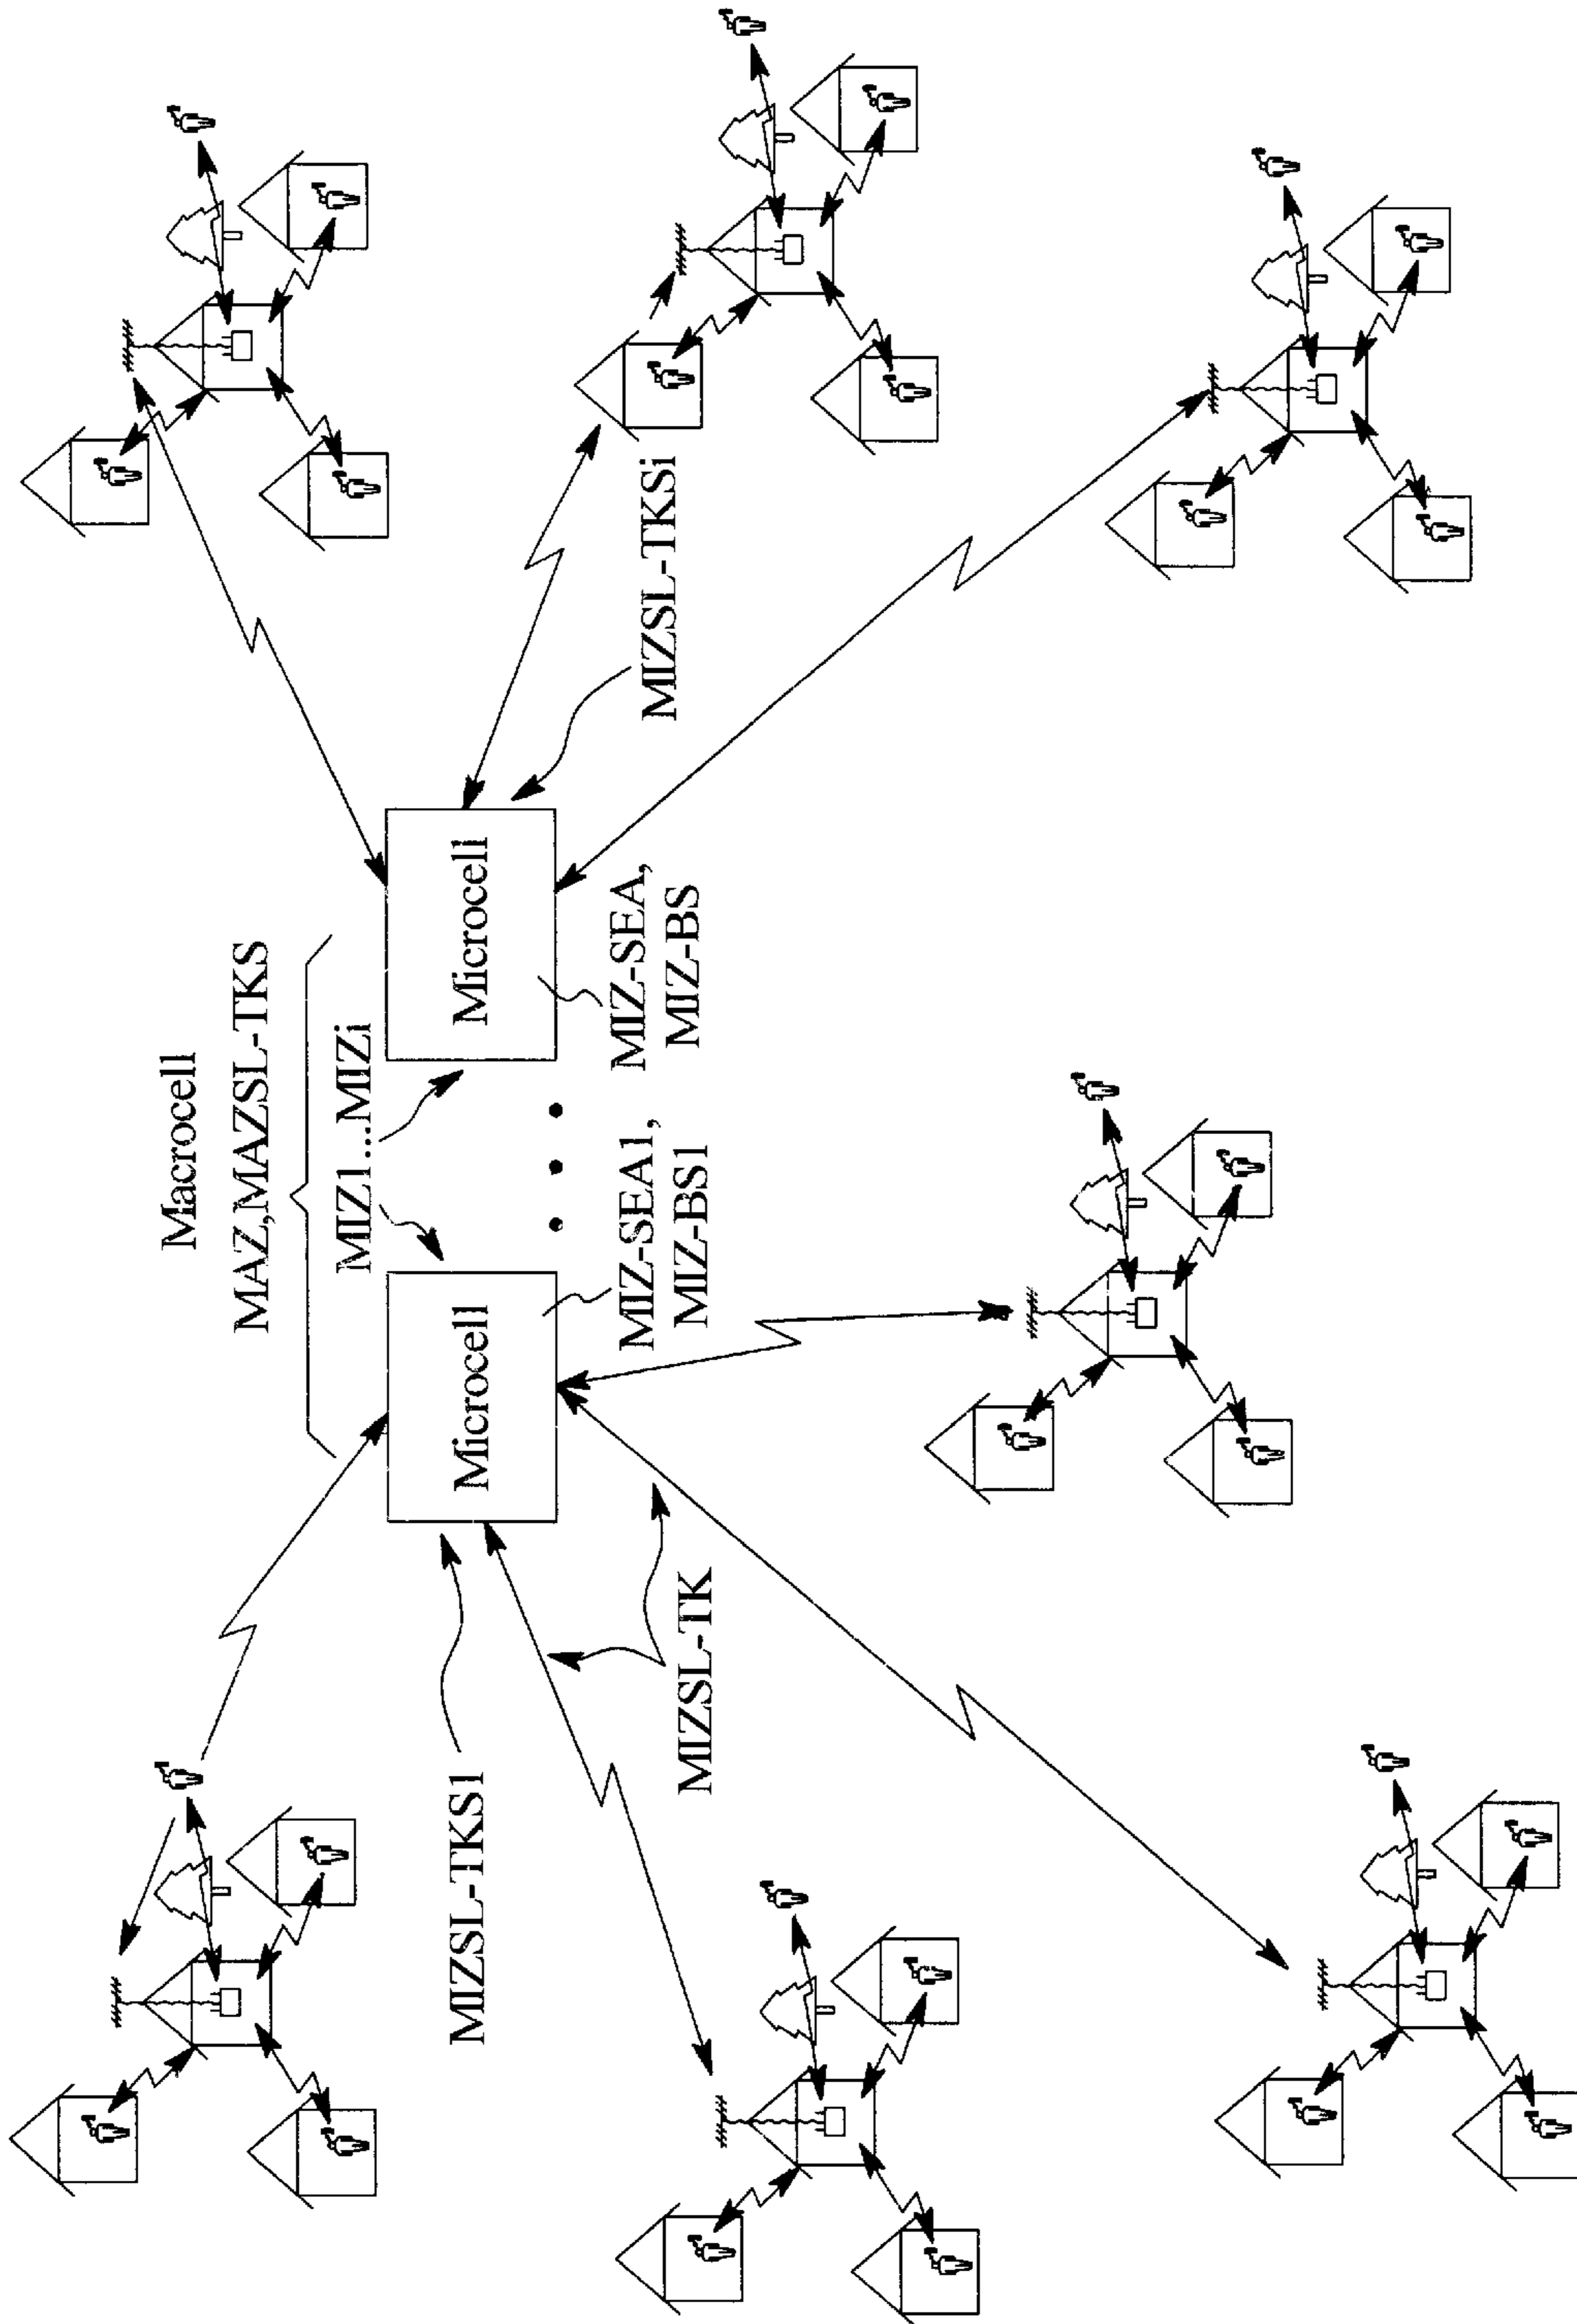 Macrocell
MAZ,MAZSL-TKS
MIZ1...MIZi
MIZSL-TKS1
Microcell
Microcell
MIZSL-TKSi
MIZ-SEA1,
MIZ-BS1
MIZ-SEA,
MIZ-BS
MIZSL-TK